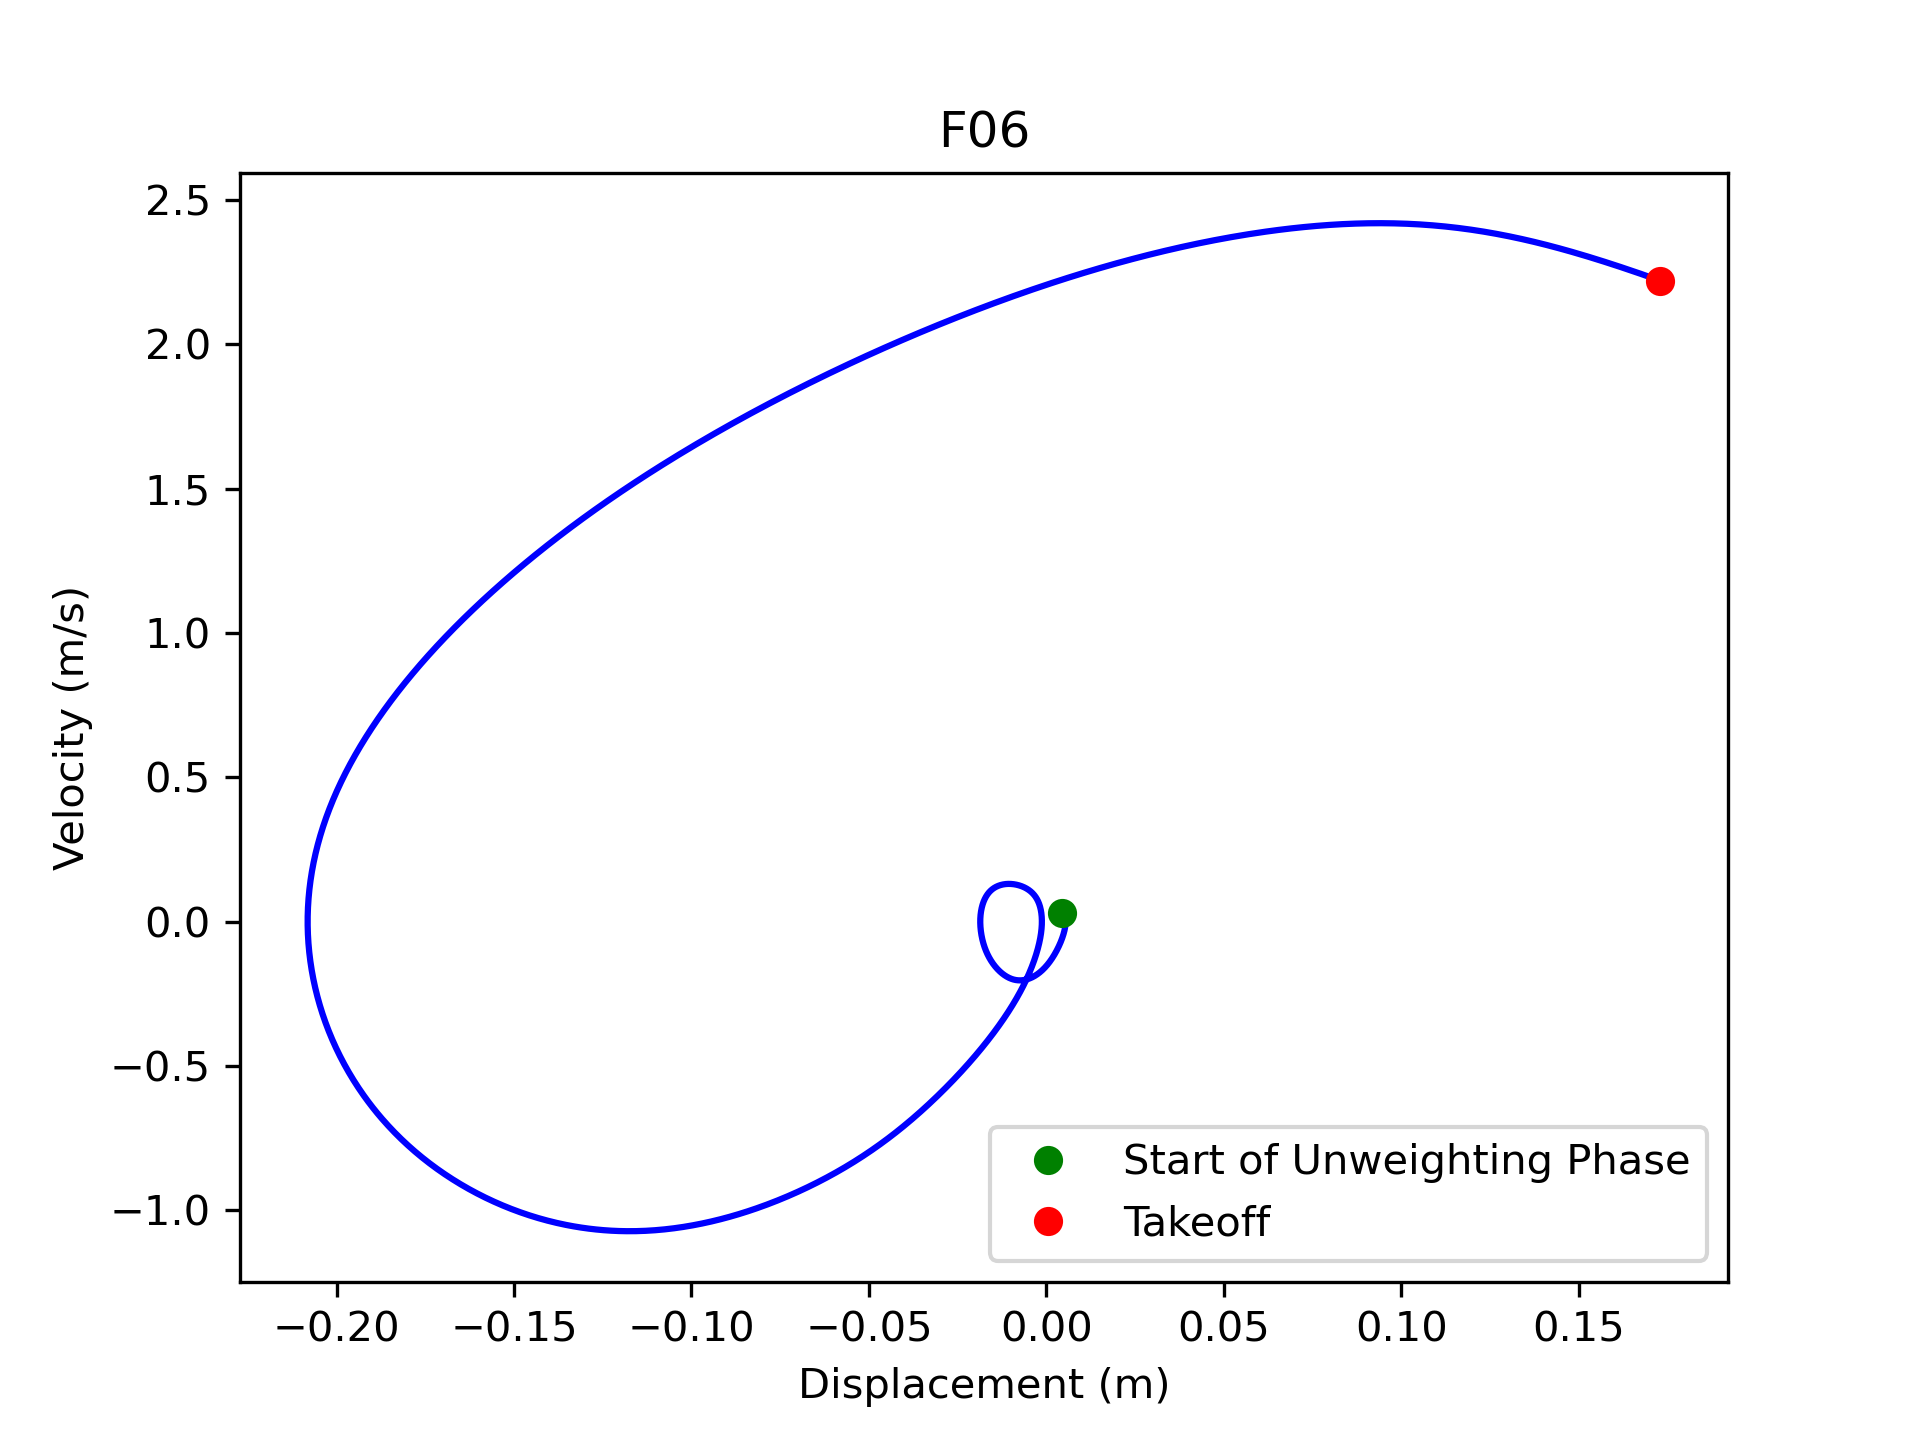 F06
2.5
2.0
1.5
1.0
0.5
0.0
−0.5
−1.0
Velocity (m/s)
Start of Unweighting Phase
Takeoff
−0.20 −0.15 −0.10 −0.05 0.00 0.05 0.10 0.15
Displacement (m)